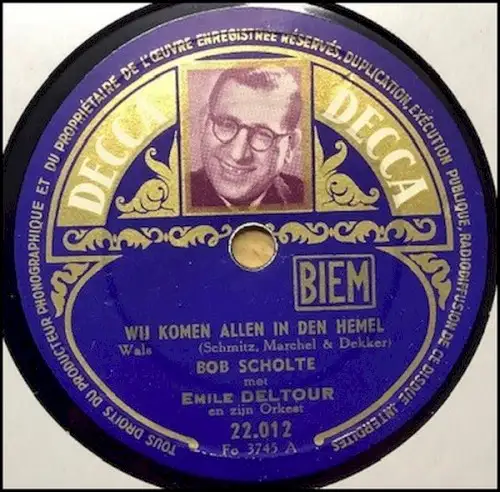 TOUS DROITS DU PRODUCTEUR PHONOGRAPHIQUE ET DU PROPRIÉTAIRE DE L'ŒUVRE ENREGISTRÉE RÉSERVÉS, DUPLICATION, EXÉCUTION PUBLIQUE, RADIODIFFUSION DE CE DISQUE INTERDITES
DECCA DECCA
BIEM
WIJ KOMEN ALLEN IN DEN HEMEL
Wals (Schmitz, Marchel & Dekker)
BOB SCHOLTE
met
EMILE DELTOUR
en zijn Orkest
22.012
Fo 3745 A